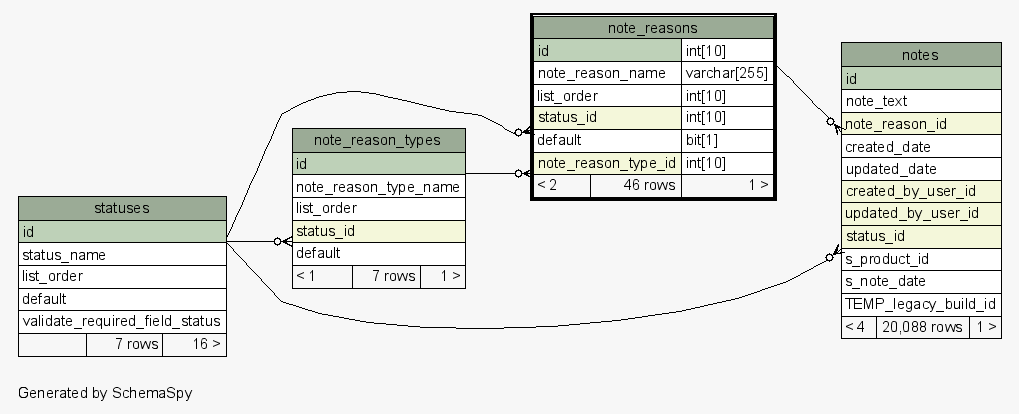 note_reasons
id int[10]
note_reason_name varchar[255]
list_order int[10]
status_id int[10]
default bit[1]
note_reason_type_id int[10]
< 2 46 rows 1 >
notes
id
note_text
note_reason_id
created_date
updated_date
created_by_user_id
updated_by_user_id
status_id
s_product_id
s_note_date
TEMP_legacy_build_id
< 4 20,088 rows 1 >
note_reason_types
id
note_reason_type_name
list_order
status_id
default
< 1 7 rows 1 >
statuses
id
status_name
list_order
default
validate_required_field_status
7 rows 16 >
Generated by SchemaSpy